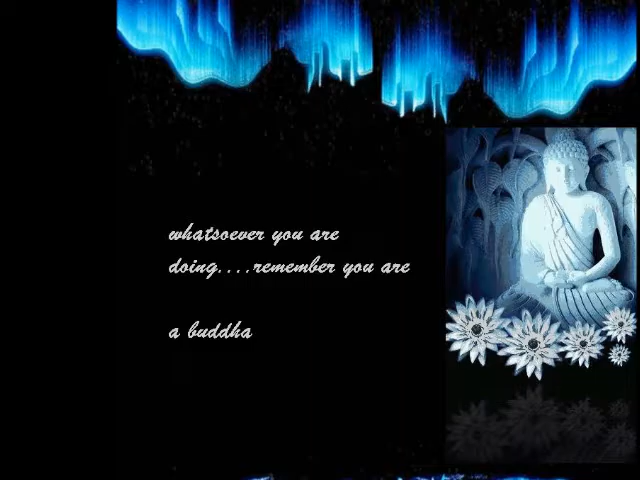 whatsoever you are
doing....remember you are
a buddha